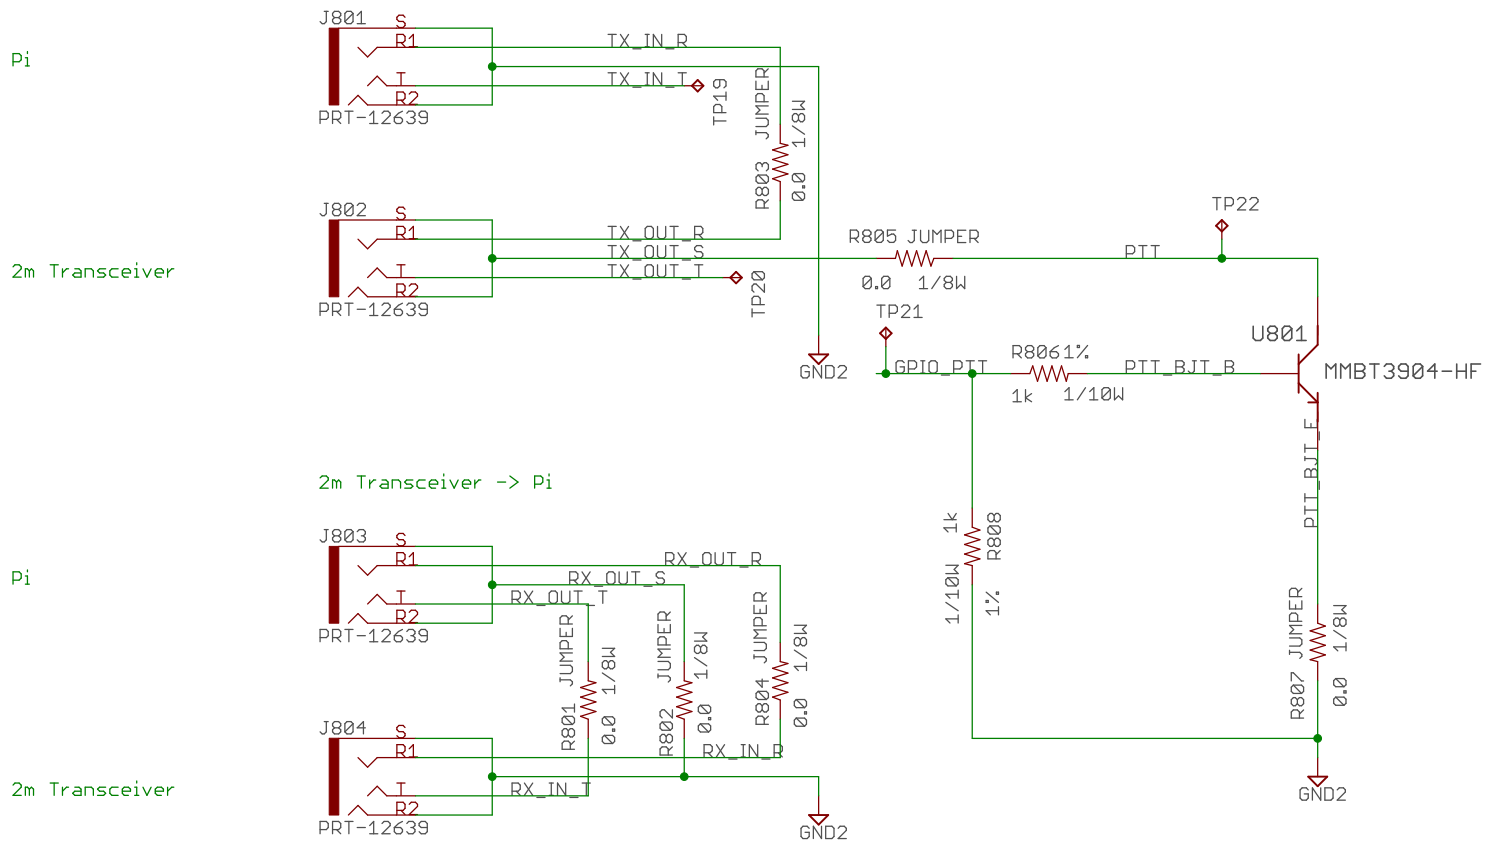 J801
S
R1
T
R2
PRT-12639
Pi
TX_IN_R
TX_IN_T
TP19
JUMPER
1/8W
R803
0.0
J802
S
R1
T
R2
PRT-12639
2m Transceiver
TX_OUT_R
TX_OUT_S
TX_OUT_T
TP20
GND2
R805 JUMPER
0.0 1/8W
PTT
TP22
TP21
GPIO_PTT
R806 1%
1k 1/10W
PTT_BJT_B
U801
MMBT3904-HF
PTT_BJT_E
2m Transceiver -> Pi
J803
S
R1
T
R2
PRT-12639
Pi
RX_OUT_R
RX_OUT_S
RX_OUT_T
JUMPER
1/8W
R801
0.0
JUMPER
1/8W
R802
0.0
JUMPER
1/8W
R804
0.0
1k
R808
1/10W
1%
JUMPER
1/8W
R807
0.0
J804
S
R1
T
R2
PRT-12639
2m Transceiver
RX_IN_R
RX_IN_T
GND2
GND2